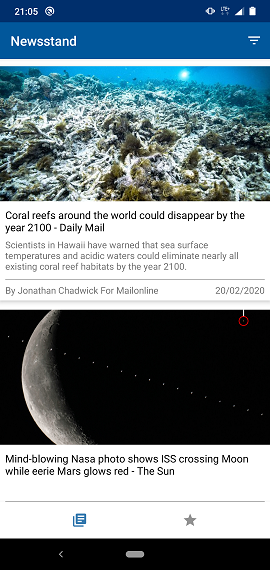 21:05
LTE+
Newsstand
Coral reefs around the world could disappear by the
year 2100 - Daily Mail
Scientists in Hawaii have warned that sea surface
temperatures and acidic waters could eliminate nearly all
existing coral reef habitats by the year 2100.
By Jonathan Chadwick For Mailonline 20/02/2020
Mind-blowing Nasa photo shows ISS crossing Moon
while eerie Mars glows red - The Sun